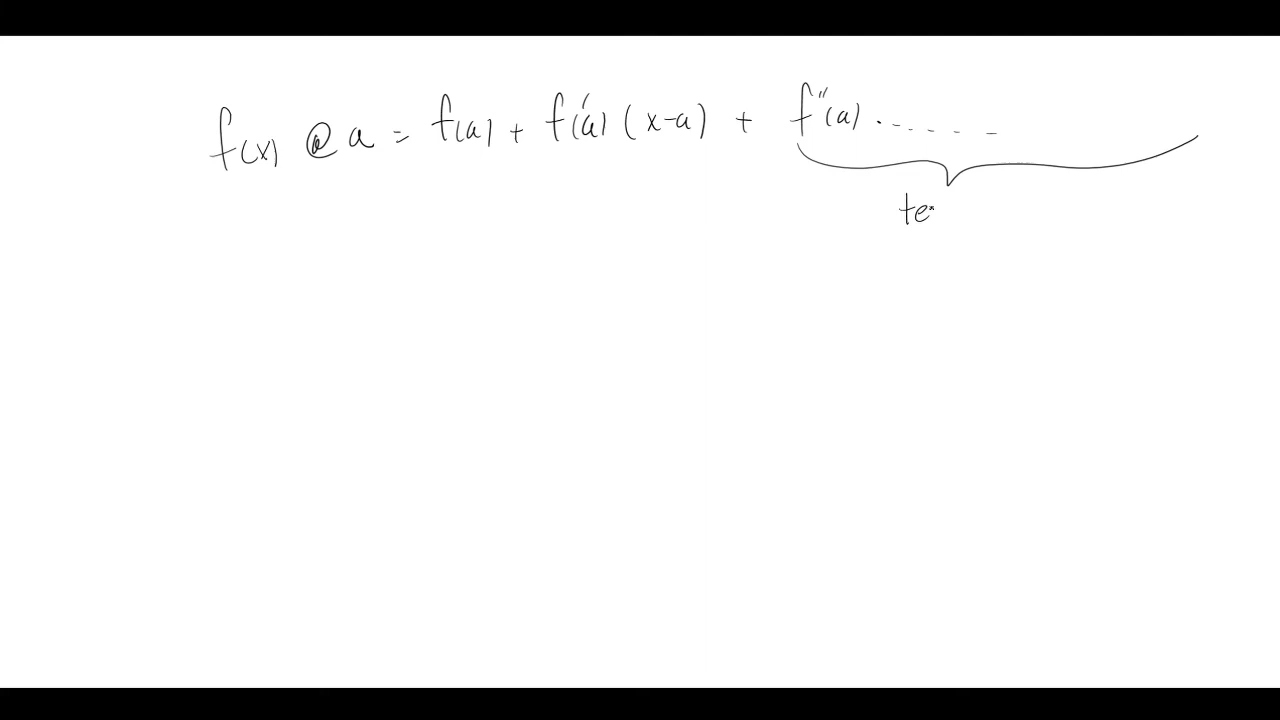 f(x) @ a = f(a) + f'(a) (x-a) + f''(a) . - - - - -
te